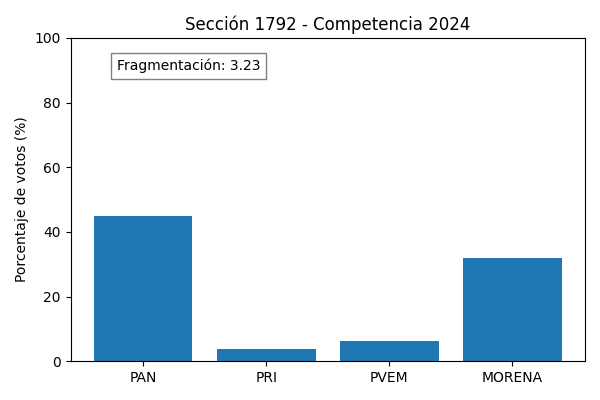 Sección 1792 - Competencia 2024
Fragmentación: 3.23
Porcentaje de votos (%)
100
80
60
40
20
0
PAN PRI PVEM MORENA